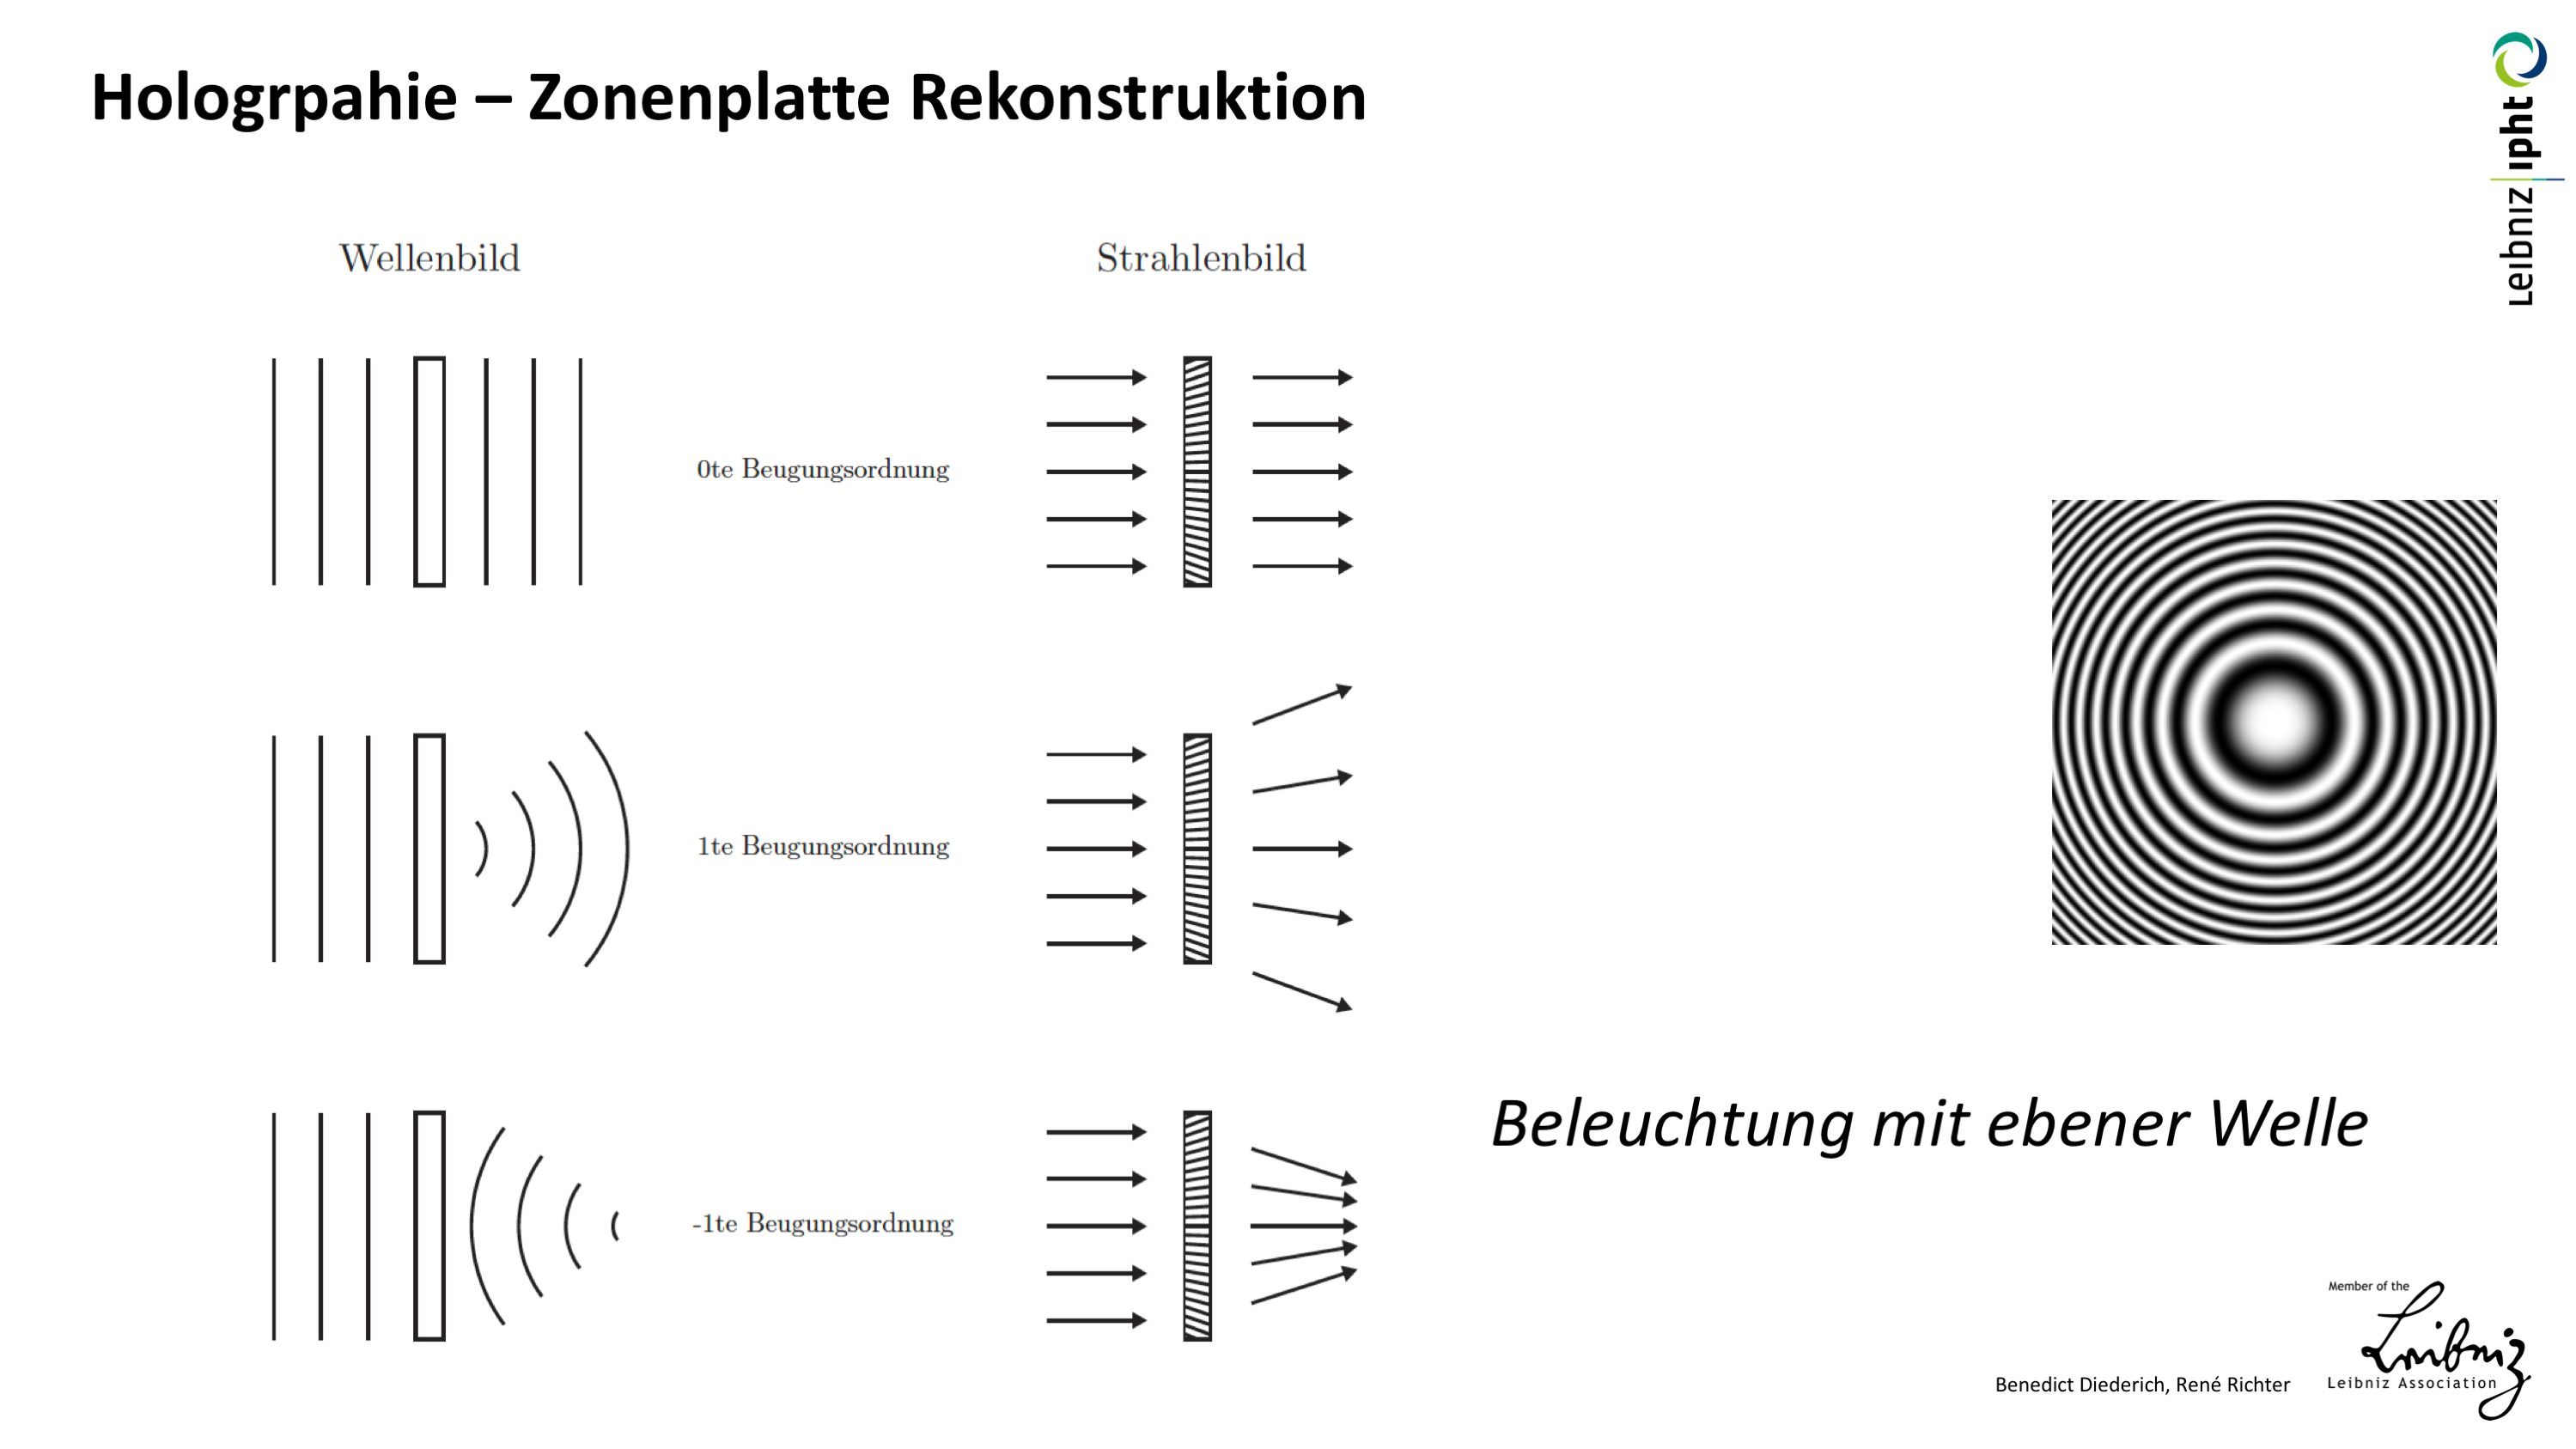 Hologrpahie – Zonenplatte Rekonstruktion
Leibniz ipht
Wellenbild
Strahlenbild
0te Beugungsordnung
1te Beugungsordnung
-1te Beugungsordnung
Beleuchtung mit ebener Welle
Member of the
Leibniz
Leibniz Association
Benedict Diederich, René Richter